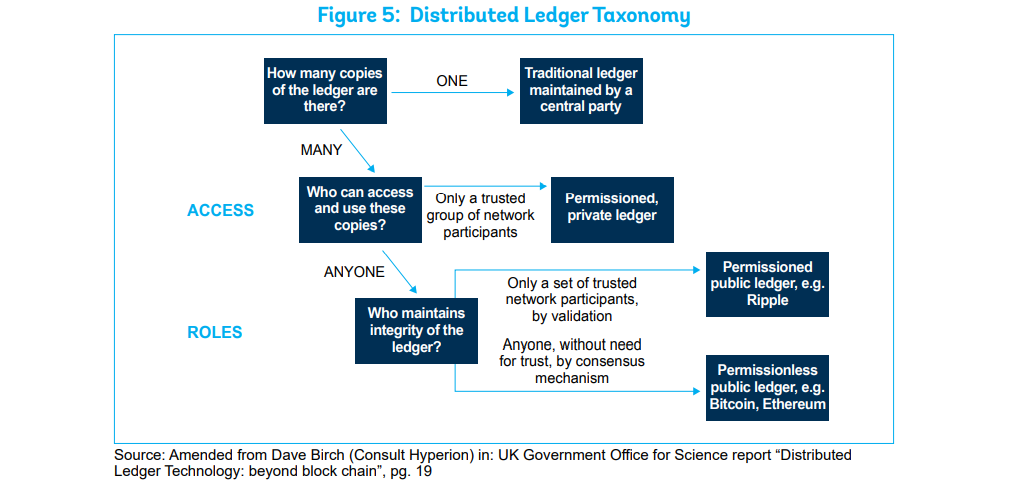 Figure 5: Distributed Ledger Taxonomy
How many copies
of the ledger are
there?
ONE
Traditional ledger
maintained by a
central party
MANY
ACCESS
Who can access
and use these
copies?
Only a trusted
group of network
participants
Permissioned,
private ledger
ANYONE
ROLES
Who maintains
integrity of the
ledger?
Only a set of trusted
network participants,
by validation
Permissioned
public ledger, e.g.
Ripple
Anyone, without need
for trust, by consensus
mechanism
Permissionless
public ledger, e.g.
Bitcoin, Ethereum
Source: Amended from Dave Birch (Consult Hyperion) in: UK Government Office for Science report “Distributed
Ledger Technology: beyond block chain”, pg. 19